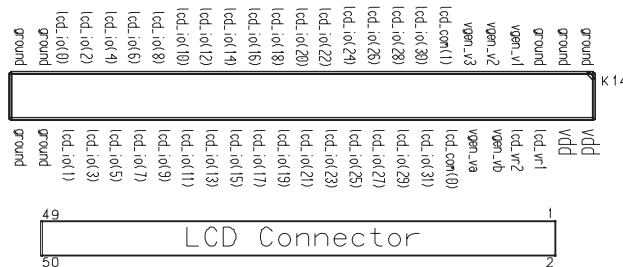 ground
ground
lcd_io(0)
lcd_io(2)
lcd_io(4)
lcd_io(6)
lcd_io(8)
lcd_io(10)
lcd_io(12)
lcd_io(14)
lcd_io(16)
lcd_io(18)
lcd_io(20)
lcd_io(22)
lcd_io(24)
lcd_io(26)
lcd_io(28)
lcd_io(30)
lcd_com(1)
vgen_v3
vgen_v2
vgen_v1
ground
ground
ground
K14
ground
ground
lcd_io(1)
lcd_io(3)
lcd_io(5)
lcd_io(7)
lcd_io(9)
lcd_io(11)
lcd_io(13)
lcd_io(15)
lcd_io(17)
lcd_io(19)
lcd_io(21)
lcd_io(23)
lcd_io(25)
lcd_io(27)
lcd_io(29)
lcd_io(31)
lcd_com(0)
vgen_va
vgen_vb
lcd_vr2
lcd_vr1
vdd
vdd
49
1
LCD Connector
50
2